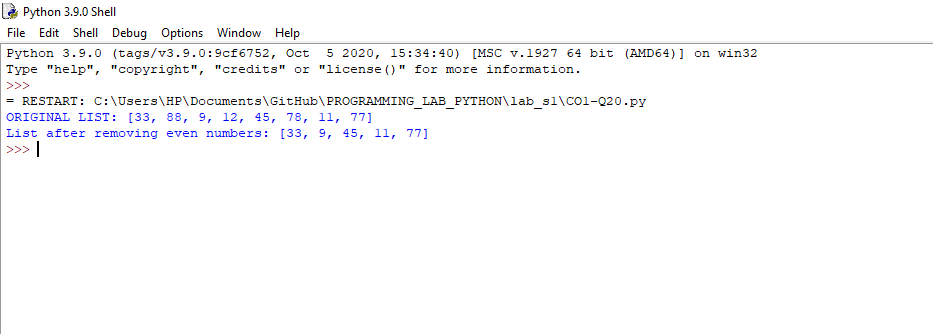 Python 3.9.0 Shell
File Edit Shell Debug Options Window Help
Python 3.9.0 (tags/v3.9.0:9cf6752, Oct  5 2020, 15:34:40) [MSC v.1927 64 bit (AMD64)] on win32
Type "help", "copyright", "credits" or "license()" for more information.
>>>
= RESTART: C:\Users\HP\Documents\GitHub\PROGRAMMING_LAB_PYTHON\lab_s1\CO1-Q20.py
ORIGINAL LIST: [33, 88, 9, 12, 45, 78, 11, 77]
List after removing even numbers: [33, 9, 45, 11, 77]
>>>